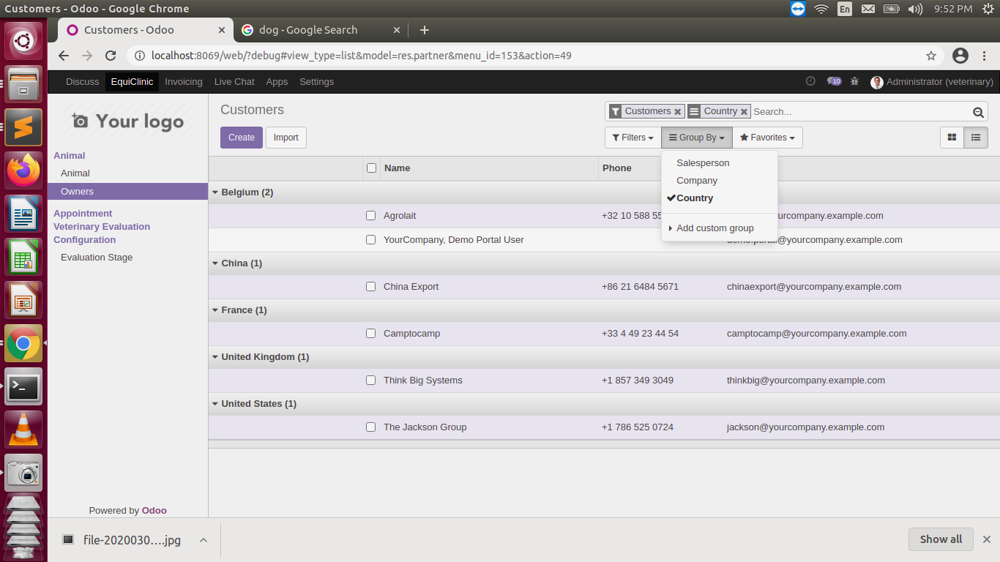 Customers - Odoo - Google Chrome
En
9:52 PM
Customers - Odoo
dog - Google Search
localhost:8069/web/?debug#view_type=list&model=res.partner&menu_id=153&action=49
Discuss
EquiClinic
Invoicing
Live Chat
Apps
Settings
10
Administrator (veterinary)
Your logo
Animal
Animal
Owners
Appointment
Veterinary Evaluation
Configuration
Evaluation Stage
Powered by Odoo
Customers
Customers
Country
Search...
Create
Import
Filters
Group By
Favorites
Salesperson
Company
Country
Add custom group
Name
Phone
Belgium (2)
Agrolait
+32 10 588 55
urcompany.example.com
YourCompany, Demo Portal User
demo.portal@yourcompany.example.com
China (1)
China Export
+86 21 6484 5671
chinaexport@yourcompany.example.com
France (1)
Camptocamp
+33 4 49 23 44 54
camptocamp@yourcompany.example.com
United Kingdom (1)
Think Big Systems
+1 857 349 3049
thinkbig@yourcompany.example.com
United States (1)
The Jackson Group
+1 786 525 0724
jackson@yourcompany.example.com
file-2020030....jpg
Show all